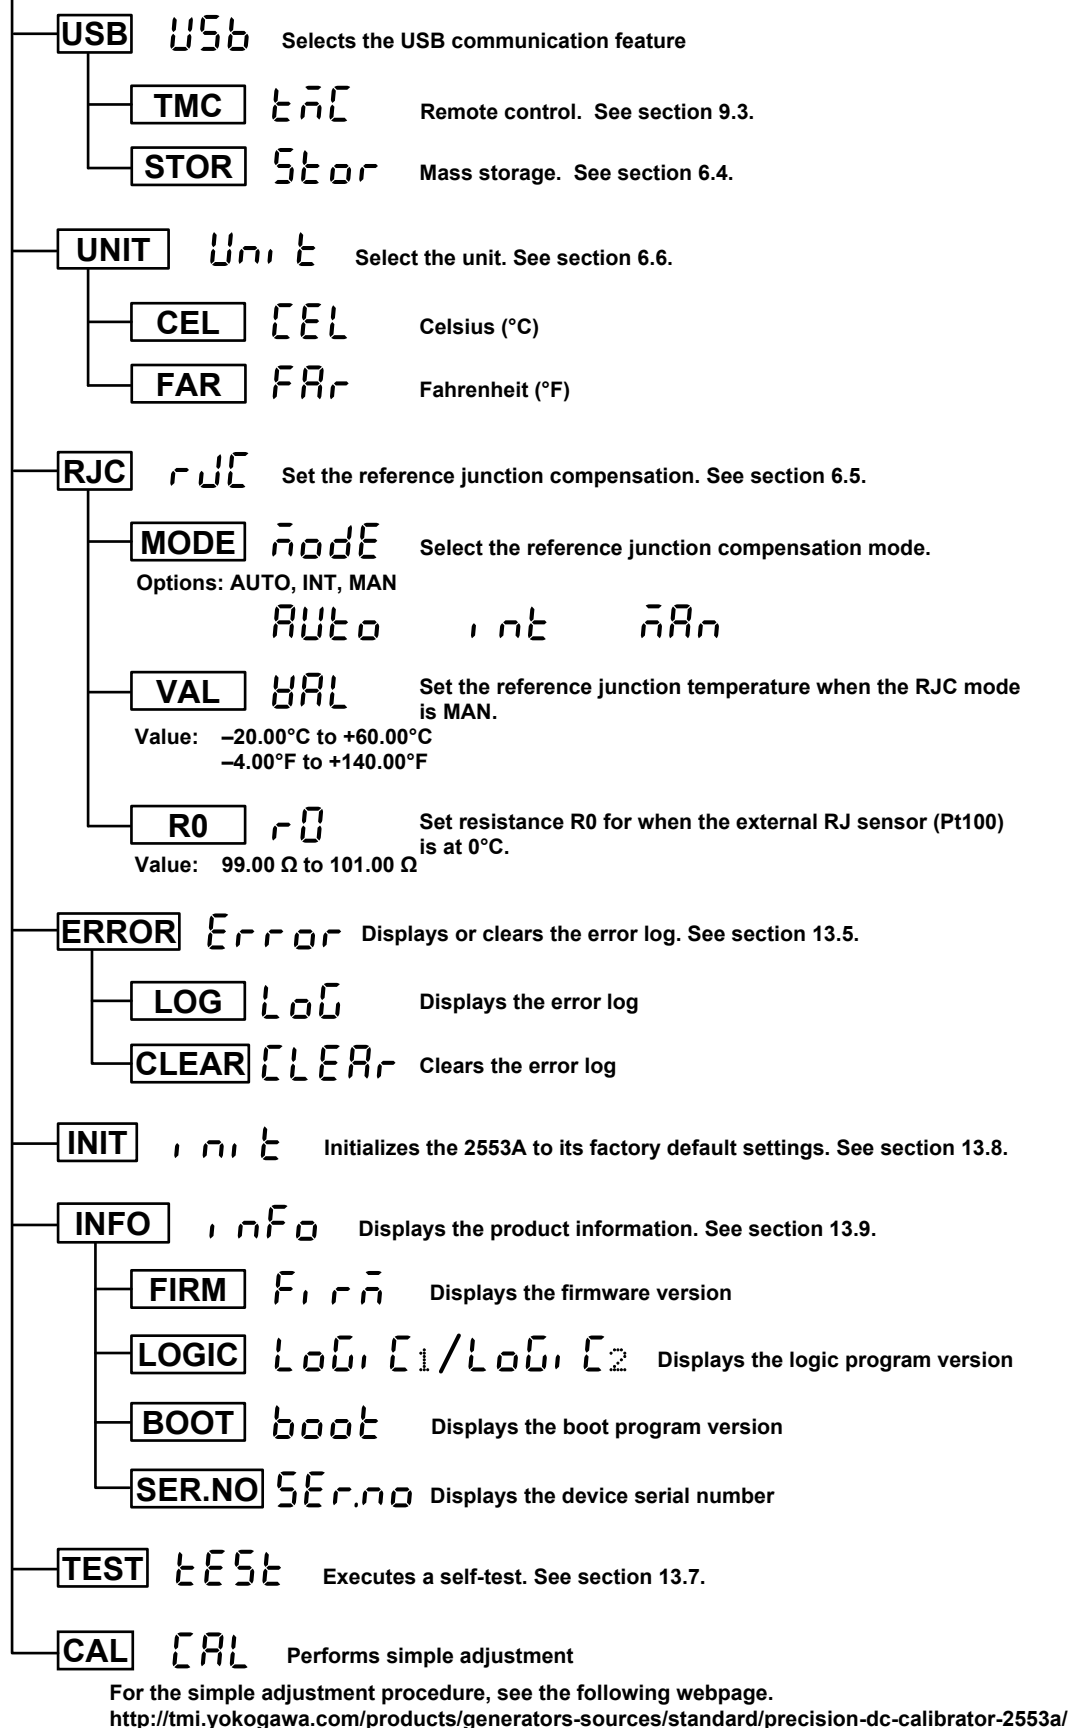 USB USb Selects the USB communication feature
TMC tmC Remote control. See section 9.3.
STOR Stor Mass storage. See section 6.4.
UNIT Unit Select the unit. See section 6.6.
CEL CEL Celsius (°C)
FAR FAr Fahrenheit (°F)
RJC rJC Set the reference junction compensation. See section 6.5.
MODE modE Select the reference junction compensation mode.
Options: AUTO, INT, MAN
AUto int mAn
VAL VAL Set the reference junction temperature when the RJC mode
is MAN.
Value: –20.00°C to +60.00°C
–4.00°F to +140.00°F
R0 r0 Set resistance R0 for when the external RJ sensor (Pt100)
is at 0°C.
Value: 99.00 Ω to 101.00 Ω
ERROR Error Displays or clears the error log. See section 13.5.
LOG LoG Displays the error log
CLEAR CLEAr Clears the error log
INIT init Initializes the 2553A to its factory default settings. See section 13.8.
INFO inFo Displays the product information. See section 13.9.
FIRM Firm Displays the firmware version
LOGIC LoGiC1/LoGiC2 Displays the logic program version
BOOT boot Displays the boot program version
SER.NO SEr.no Displays the device serial number
TEST tESt Executes a self-test. See section 13.7.
CAL CAL Performs simple adjustment
For the simple adjustment procedure, see the following webpage.
http://tmi.yokogawa.com/products/generators-sources/standard/precision-dc-calibrator-2553a/